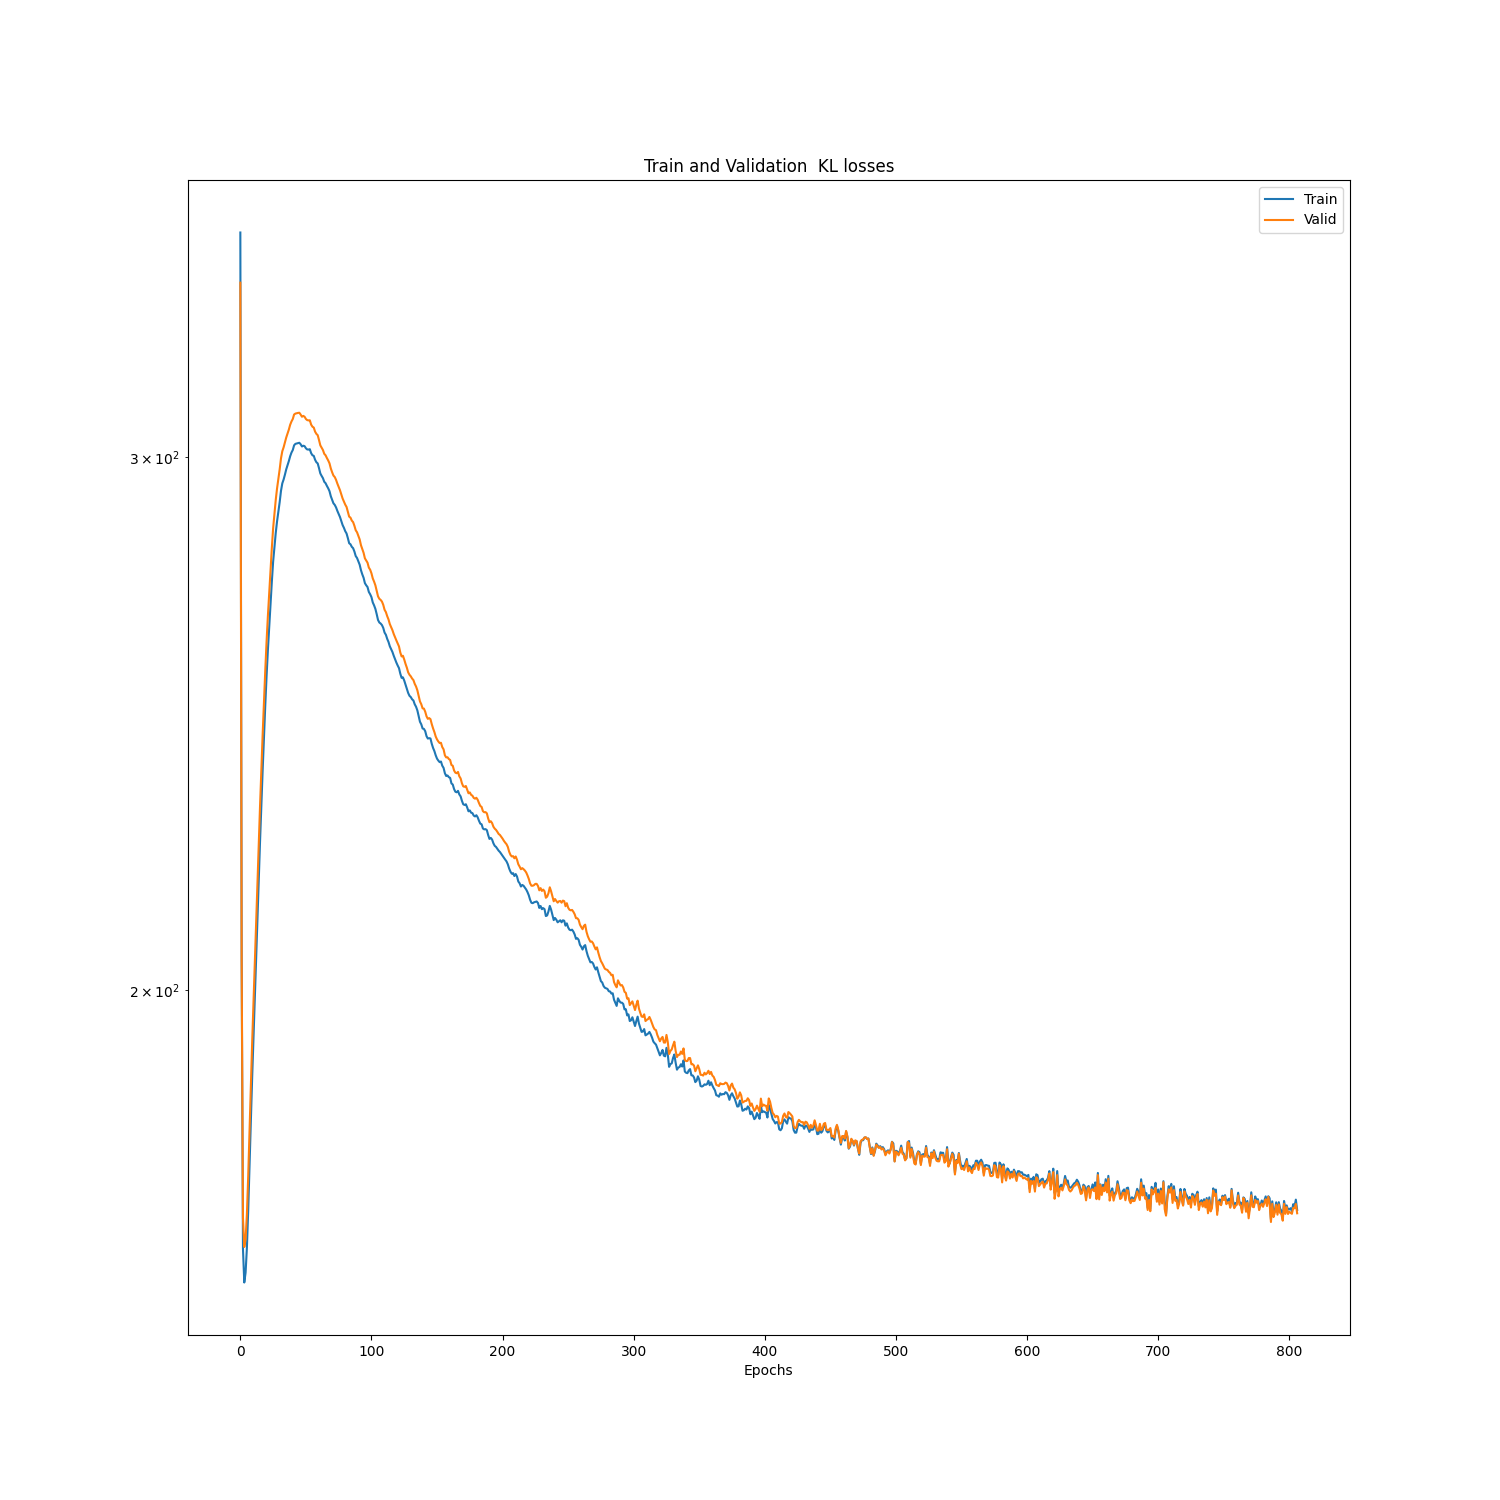 Train and Validation  KL losses
Train
Valid
3 × 10²
2 × 10²
0 100 200 300 400 500 600 700 800
Epochs